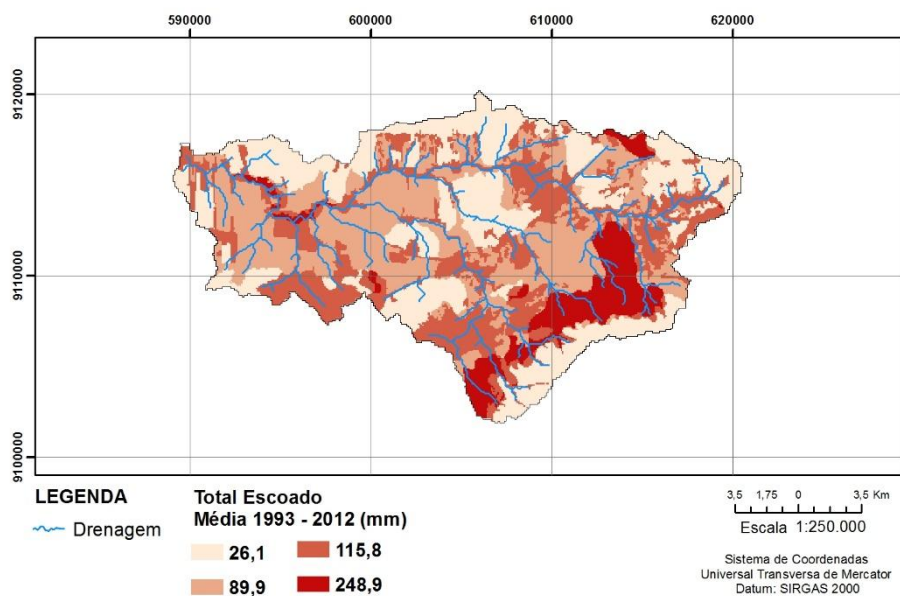 590000 600000 610000 620000
9120000
9110000
9100000
LEGENDA
Drenagem
Total Escoado
Média 1993 - 2012 (mm)
26,1 115,8
89,9 248,9
3,5 1,75 0 3,5 Km
Escala 1:250.000
Sistema de Coordenadas
Universal Transversa de Mercator
Datum: SIRGAS 2000